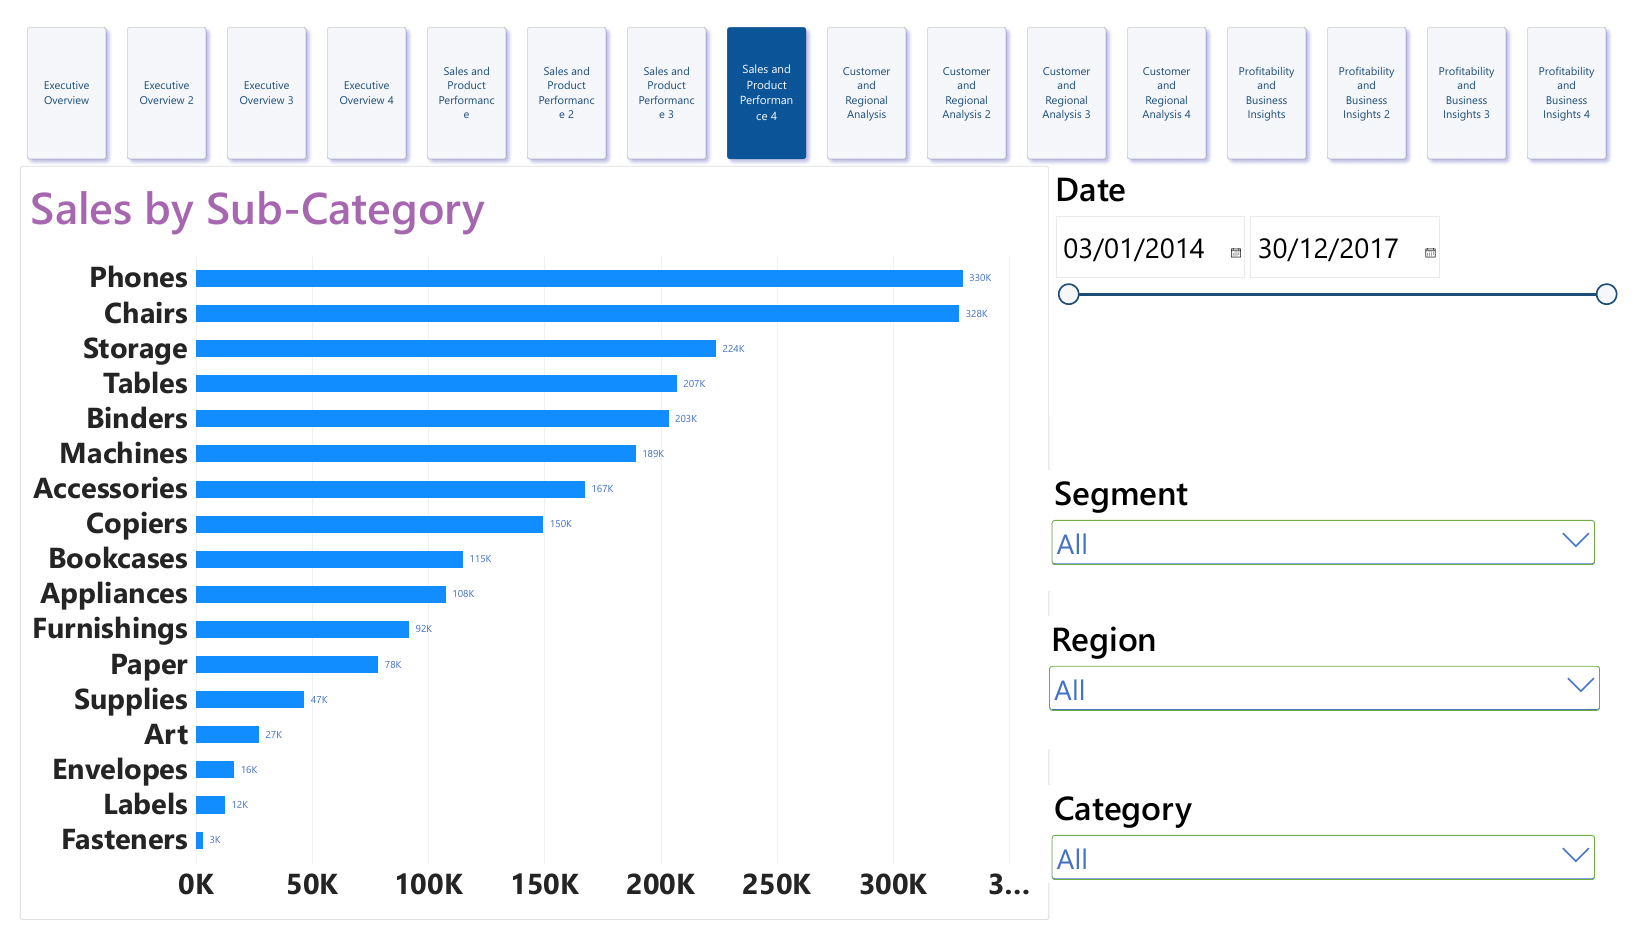 Executive
Overview
Executive
Overview 2
Executive
Overview 3
Executive
Overview 4
Sales and
Product
Performanc
e
Sales and
Product
Performanc
e 2
Sales and
Product
Performanc
e 3
Sales and
Product
Performan
ce 4
Customer
and
Regional
Analysis
Customer
and
Regional
Analysis 2
Customer
and
Regional
Analysis 3
Customer
and
Regional
Analysis 4
Profitability
and
Business
Insights
Profitability
and
Business
Insights 2
Profitability
and
Business
Insights 3
Profitability
and
Business
Insights 4
Sales by Sub-Category
Phones 330K
Chairs 328K
Storage 224K
Tables 207K
Binders 203K
Machines 189K
Accessories 167K
Copiers 150K
Bookcases 115K
Appliances 108K
Furnishings 92K
Paper 78K
Supplies 47K
Art 27K
Envelopes 16K
Labels 12K
Fasteners 3K
0K 50K 100K 150K 200K 250K 300K 3...
Date
03/01/2014 30/12/2017
Segment
All
Region
All
Category
All